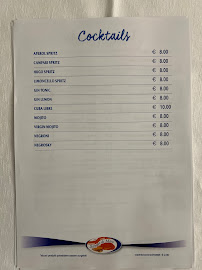 Cocktails
APEROL SPRITZ € 8.00
CAMPARI SPRITZ € 8.00
HUGO SPRITZ € 8.00
LIMONCELLO SPRITZ € 8.00
GIN TONIC € 8.00
GIN LEMON € 8.00
CUBA LIBRE € 10.00
MOJITO € 8.00
VIRGIN MOJITO € 8.00
NEGRONI € 8.00
NEGROSKY € 8.00